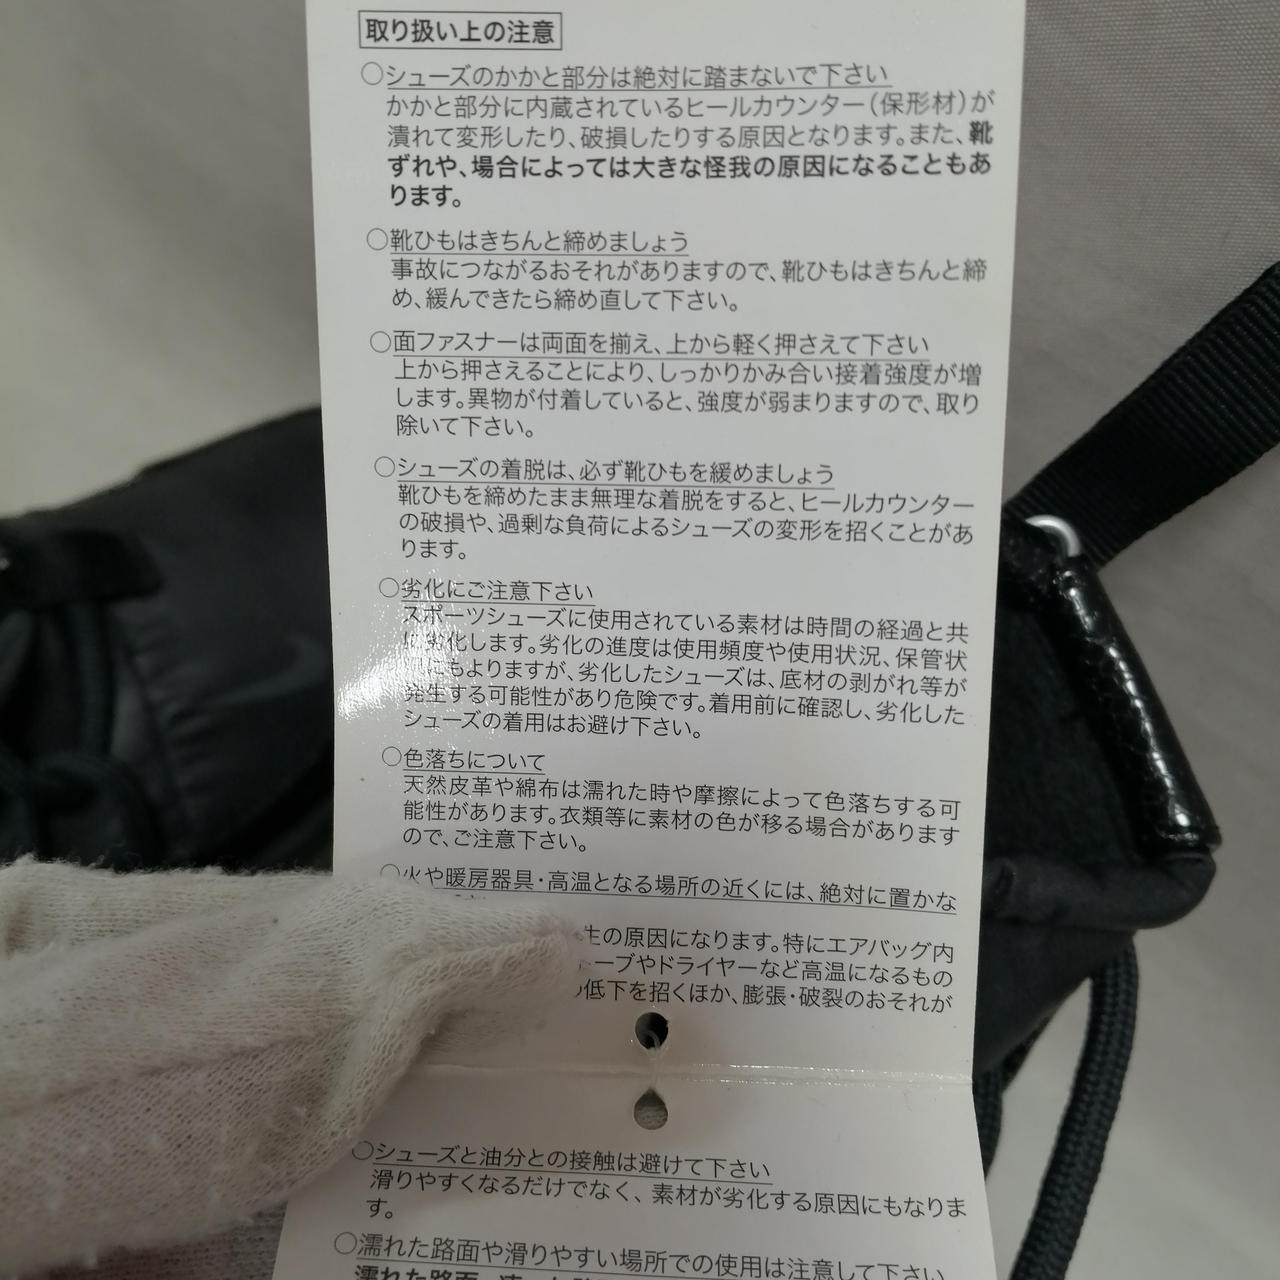 取り扱い上の注意
○シューズのかかと部分は絶対に踏まないで下さい
かかと部分に内蔵されているヒールカウンター(保形材)が
潰れて変形したり、破損したりする原因となります。また、靴
ずれや、場合によっては大きな怪我の原因になることもあ
ります。
○靴ひもはきちんと締めましょう
事故につながるおそれがありますので、靴ひもはきちんと締
め、緩んできたら締め直して下さい。
○面ファスナーは両面を揃え、上から軽く押さえて下さい
上から押さえることにより、しっかりかみ合い接着強度が増
します。異物が付着していると、強度が弱まりますので、取り
除いて下さい。
○シューズの着脱は、必ず靴ひもを緩めましょう
靴ひもを締めたまま無理な着脱をすると、ヒールカウンター
の破損や、過剰な負荷によるシューズの変形を招くことがあ
ります。
○劣化にご注意下さい
スポーツシューズに使用されている素材は時間の経過と共
に劣化します。劣化の進度は使用頻度や使用状況、保管状
にもよりますが、劣化したシューズは、底材の剥がれ等が
発生する可能性があり危険です。着用前に確認し、劣化した
シューズの着用はお避け下さい。
○色落ちについて
天然皮革や綿布は濡れた時や摩擦によって色落ちする可
能性があります。衣類等に素材の色が移る場合があります
ので、ご注意下さい。
○火や暖房器具・高温となる場所の近くには、絶対に置かな
生の原因になります。特にエアバッグ内
ーブやドライヤーなど高温になるもの
低下を招くほか、膨張・破裂のおそれが
○シューズと油分との接触は避けて下さい
滑りやすくなるだけでなく、素材が劣化する原因にもなりま
す。
○濡れた路面や滑りやすい場所での使用は注意して下さい